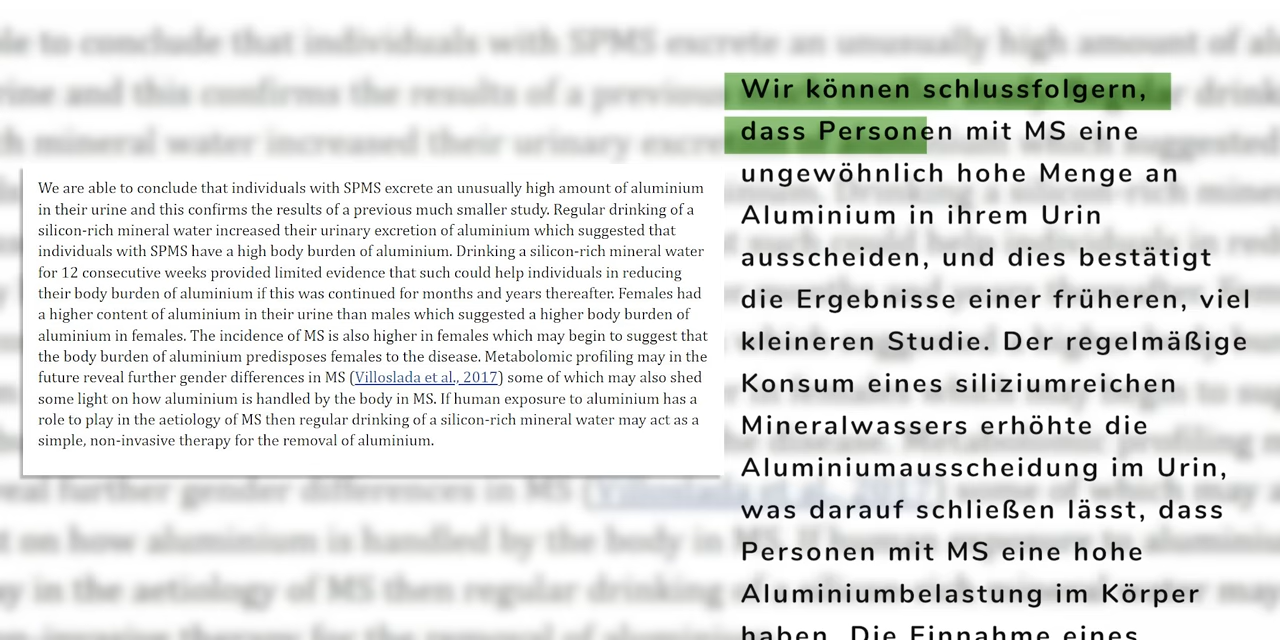 We are able to conclude that individuals with SPMS excrete an unusually high amount of aluminium
in their urine and this confirms the results of a previous much smaller study. Regular drinking of a
silicon-rich mineral water increased their urinary excretion of aluminium which suggested that
individuals with SPMS have a high body burden of aluminium. Drinking a silicon-rich mineral water
for 12 consecutive weeks provided limited evidence that such could help individuals in reducing
their body burden of aluminium if this was continued for months and years thereafter. Females had
a higher content of aluminium in their urine than males which suggested a higher body burden of
aluminium in females. The incidence of MS is also higher in females which may begin to suggest that
the body burden of aluminium predisposes females to the disease. Metabolomic profiling may in the
future reveal further gender differences in MS (Villoslada et al., 2017) some of which may also shed
some light on how aluminium is handled by the body in MS. If human exposure to aluminium has a
role to play in the aetiology of MS then regular drinking of a silicon-rich mineral water may act as a
simple, non-invasive therapy for the removal of aluminium.
Wir können schlussfolgern,
dass Personen mit MS eine
ungewöhnlich hohe Menge an
Aluminium in ihrem Urin
ausscheiden, und dies bestätigt
die Ergebnisse einer früheren, viel
kleineren Studie. Der regelmäßige
Konsum eines siliziumreichen
Mineralwassers erhöhte die
Aluminiumausscheidung im Urin,
was darauf schließen lässt, dass
Personen mit MS eine hohe
Aluminiumbelastung im Körper
haben. Die Einnahme eines